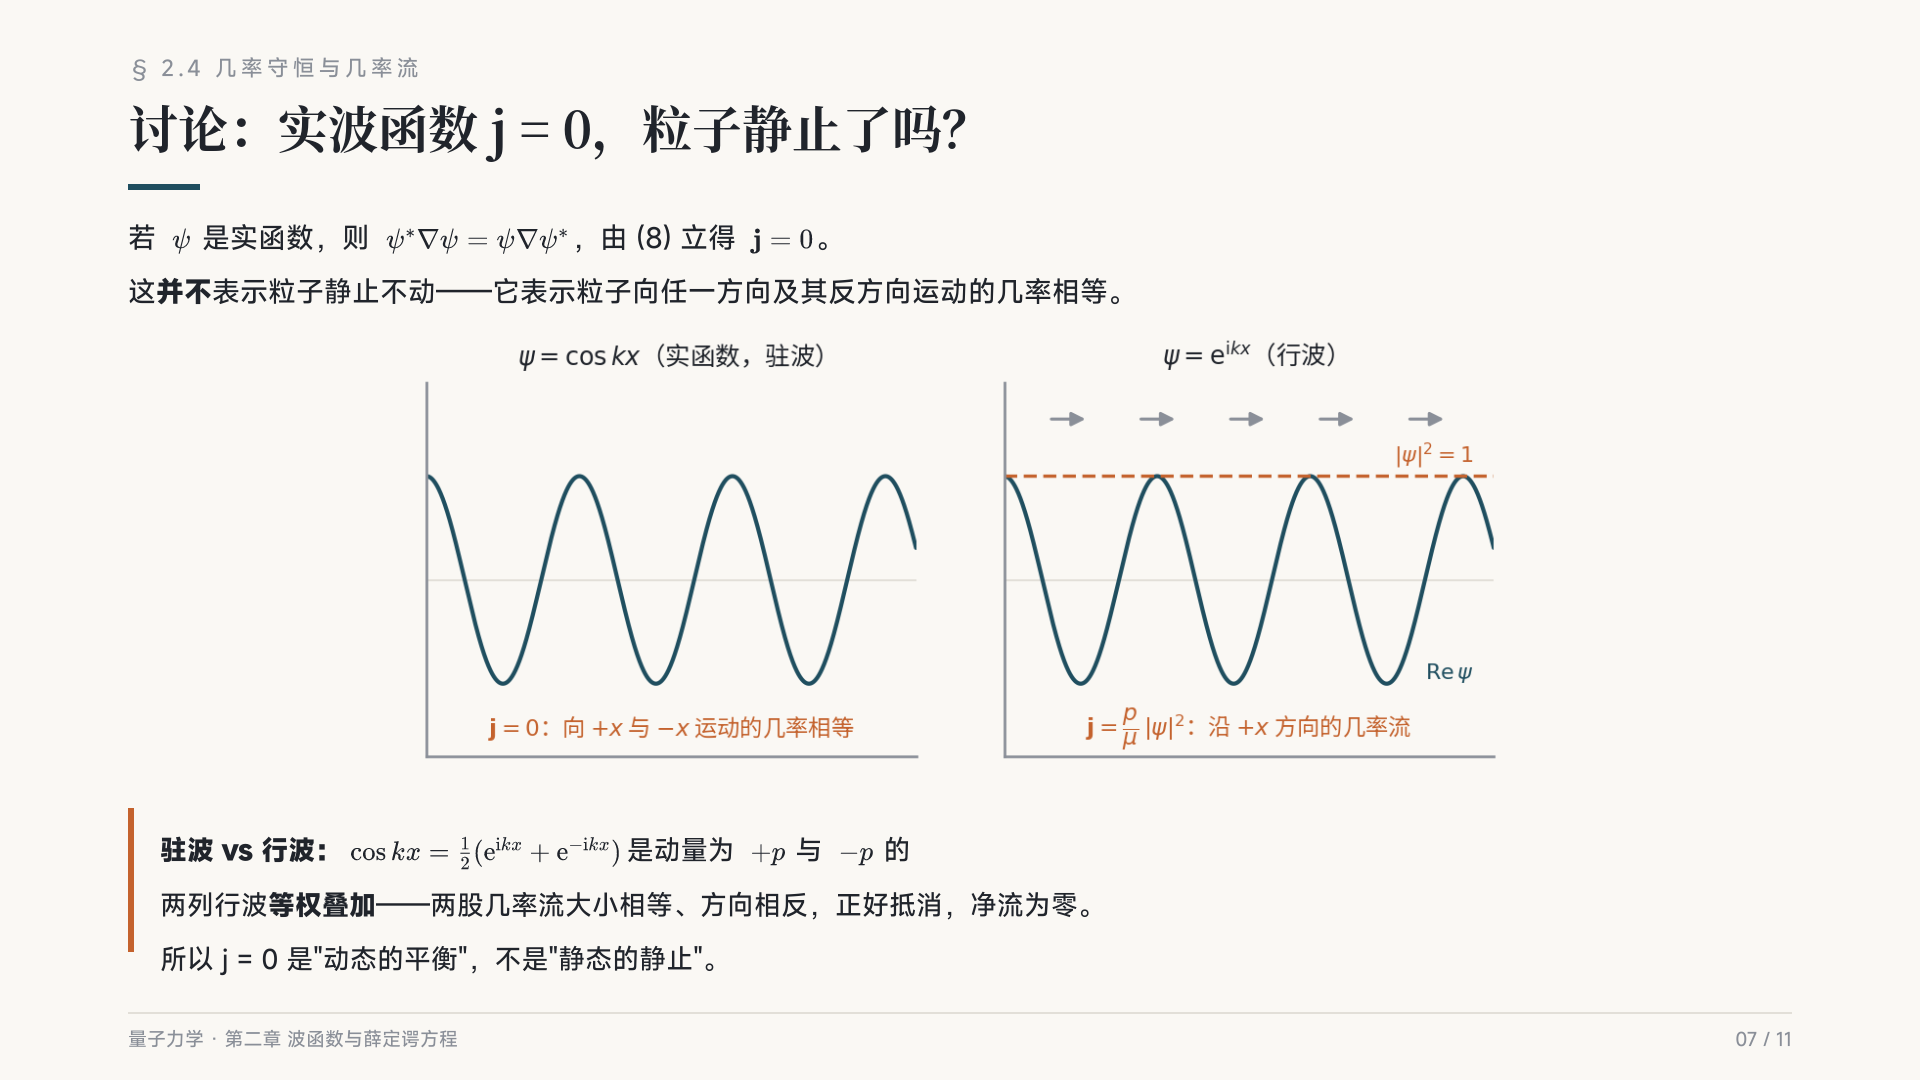 § 2.4 几率守恒与几率流
讨论：实波函数 j = 0，粒子静止了吗？
若 ψ 是实函数，则 ψ*∇ψ = ψ∇ψ*，由 (8) 立得 j = 0。
这并不表示粒子静止不动——它表示粒子向任一方向及其反方向运动的几率相等。
ψ = cos kx（实函数，驻波）
j = 0：向 +x 与 −x 运动的几率相等
ψ = e^{ikx}（行波）
|ψ|² = 1
Re ψ
j = p/μ |ψ|²：沿 +x 方向的几率流
驻波 vs 行波： cos kx = ½(e^{ikx} + e^{−ikx}) 是动量为 +p 与 −p 的
两列行波等权叠加——两股几率流大小相等、方向相反，正好抵消，净流为零。
所以 j = 0 是"动态的平衡"，不是"静态的静止"。
量子力学 · 第二章 波函数与薛定谔方程
07 / 11